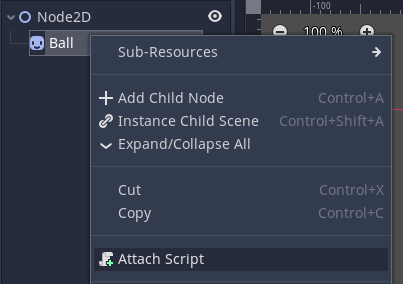 Node2D
-100
Ball
100 %
Sub-Resources
Add Child Node Control+A
Instance Child Scene Control+Shift+A
Expand/Collapse All
Cut Control+X
Copy Control+C
Attach Script